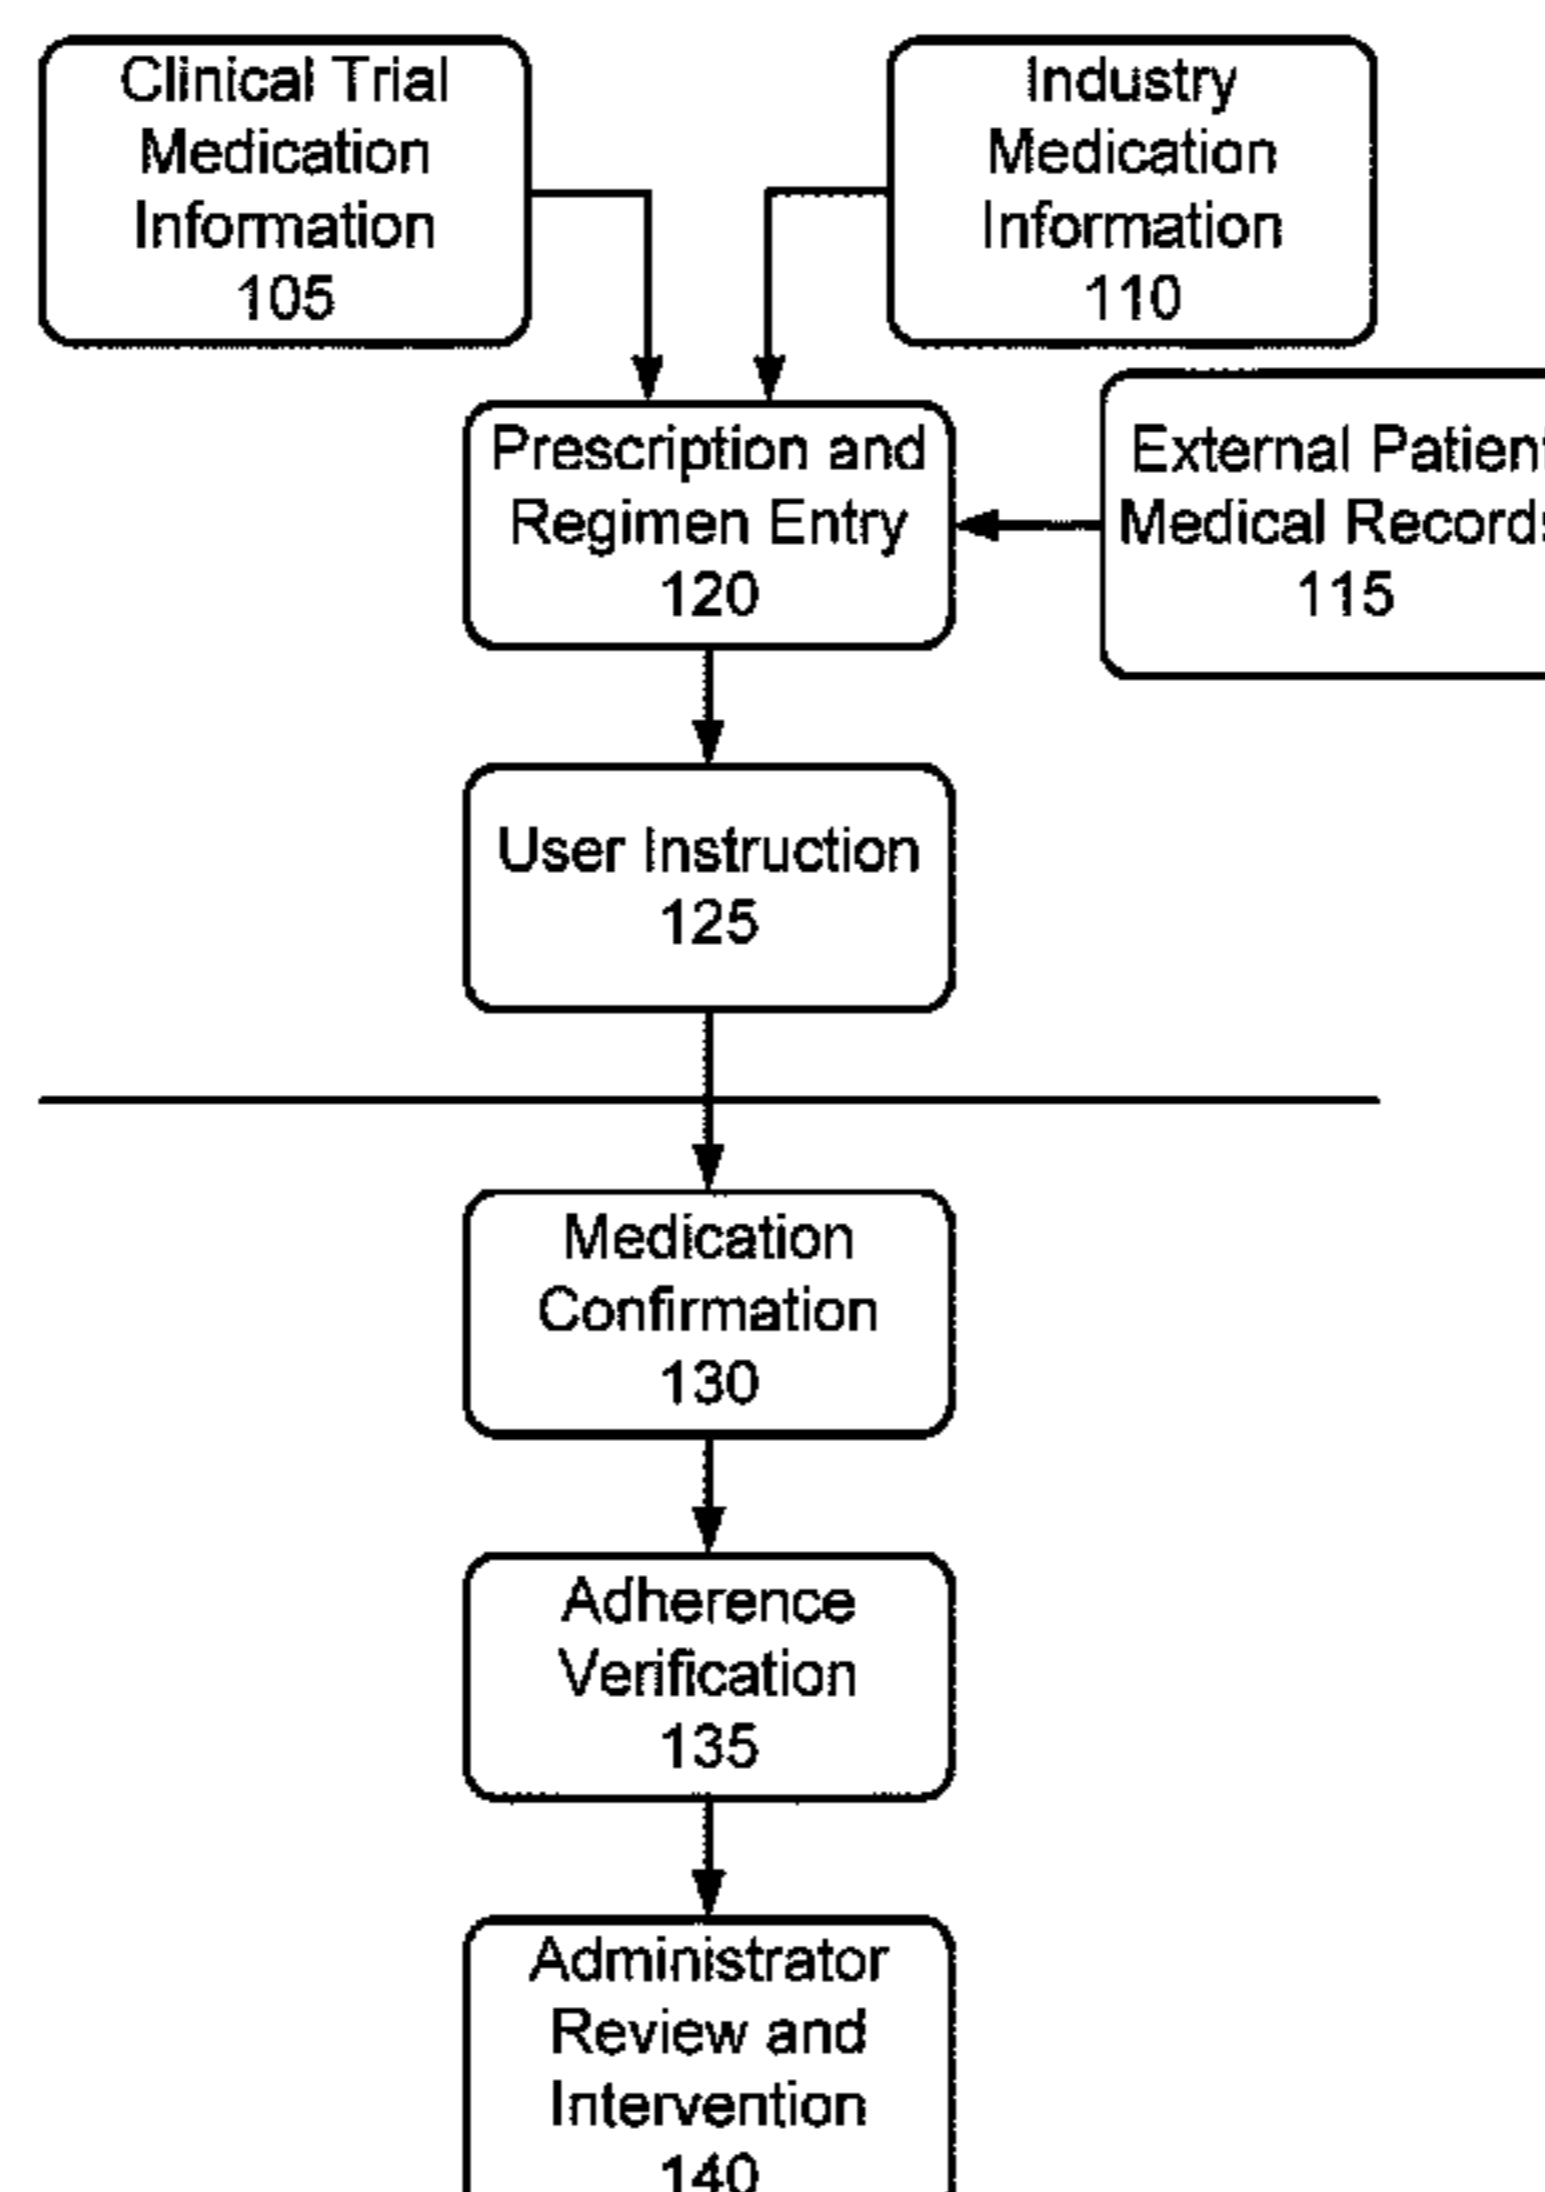 Clinical Trial
Medication
Information
105
Industry
Medication
Information
110
Prescription and
Regimen Entry
120
External Patient
Medical Records
115
User Instruction
125
Medication
Confirmation
130
Adherence
Verification
135
Administrator
Review and
Intervention
140